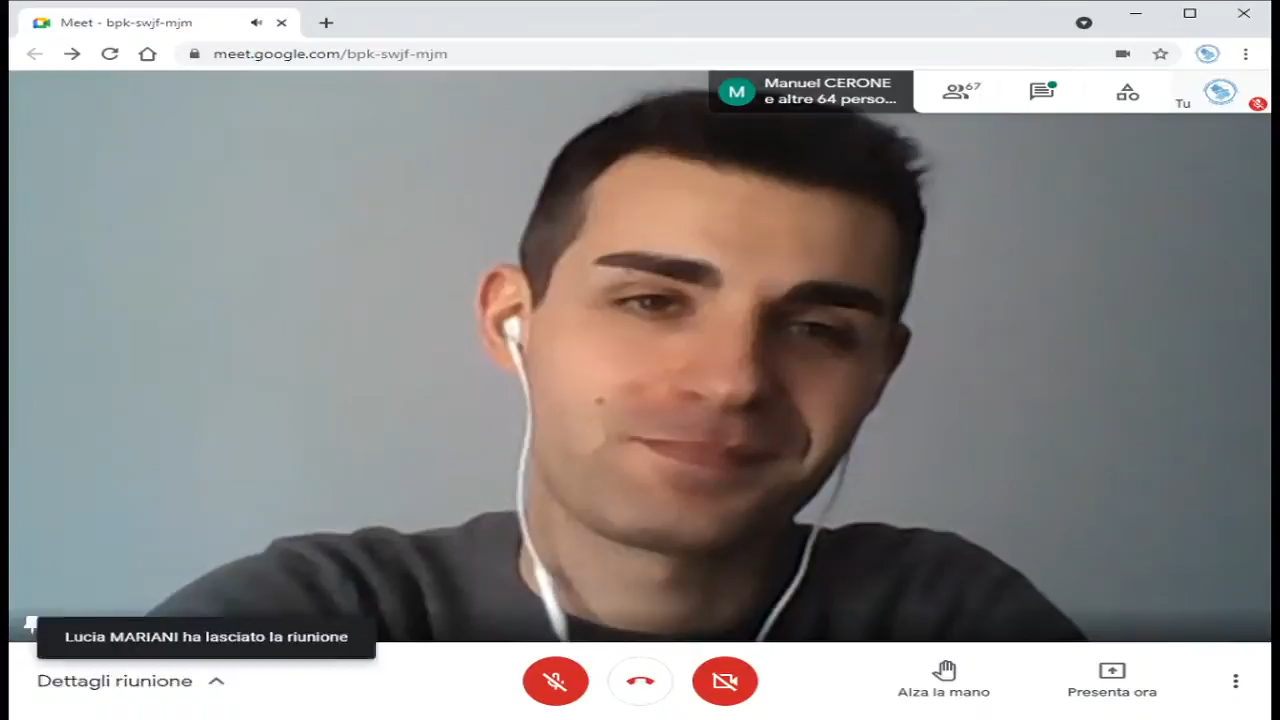 Meet - bpk-swjf-mjm
meet.google.com/bpk-swjf-mjm
M
Manuel CERONE
e altre 64 perso...
67
Tu
Lucia MARIANI ha lasciato la riunione
Dettagli riunione
Alza la mano
Presenta ora